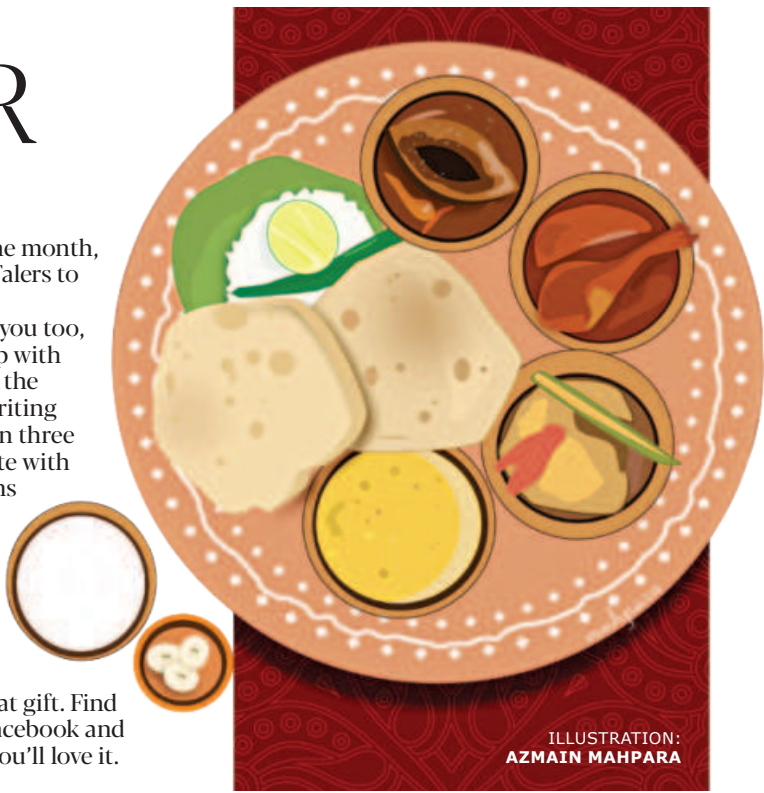 R
ne month,
Talers to
you too,
p with
the
riting
n three
te with
ns
at gift. Find
acebook and
ou'll love it.
ILLUSTRATION:
AZMAIN MAHPARA